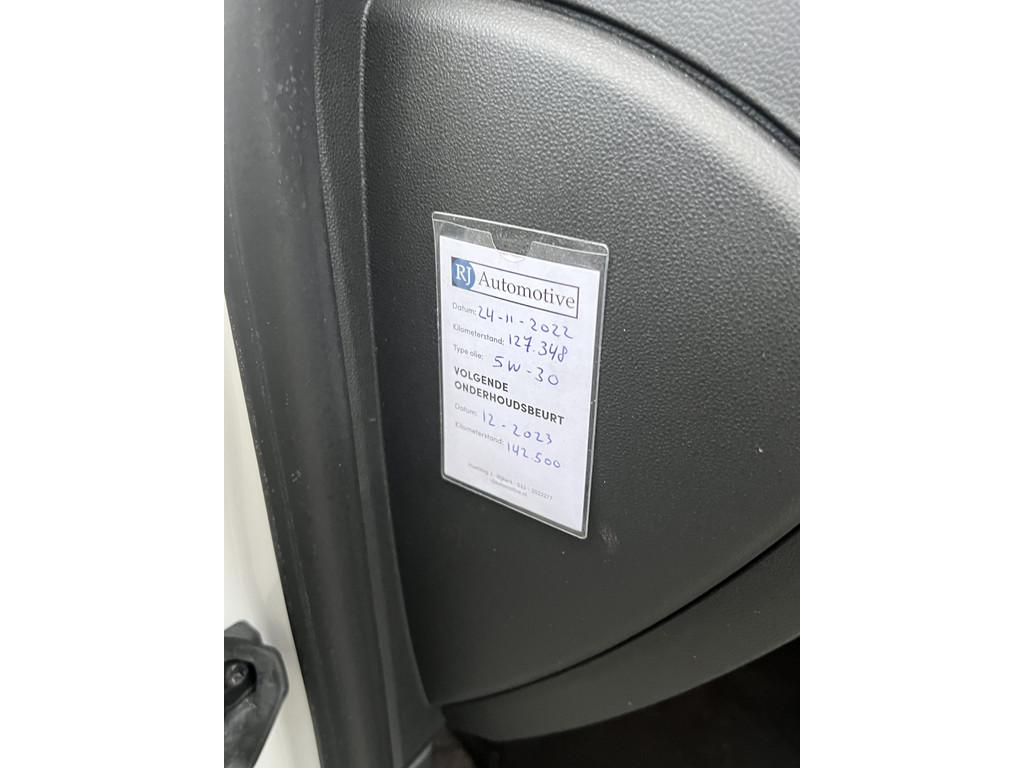 RJ Automotive
Datum: 24-11-2022
Kilometerstand: 127.348
Type olie: 5W-30
VOLGENDE
ONDERHOUDSBEURT
Datum: 12-2023
Kilometerstand: 142.500